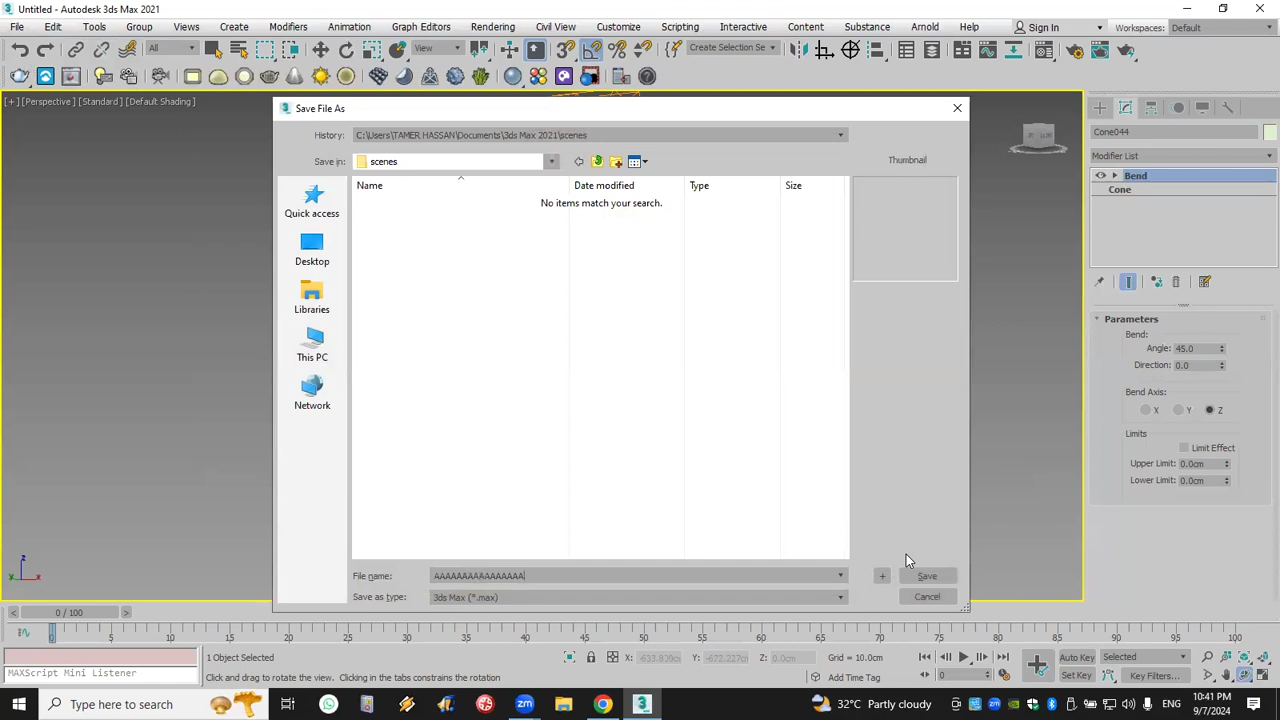 Untitled - Autodesk 3ds Max 2021
File Edit Tools Group Views Create Modifiers Animation Graph Editors Rendering Civil View Customize Scripting Interactive Content Substance Arnold Help Sign In Workspaces: Default
All View Create Selection Se
[+] [Perspective] [Standard] [Default Shading]
Save File As
History: C:\Users\TAMER HASSAN\Documents\3ds Max 2021\scenes
Save in: scenes
Thumbnail
Name Date modified Type Size
No items match your search.
Quick access
Desktop
Libraries
This PC
Network
File name:
+ Save
Save as type: 3ds Max (*.max)
Cancel
Cone044
Modifier List
Bend
Cone
Parameters
Bend:
Angle: 45.0
Direction: 0.0
Bend Axis:
X Y Z
Limits
Limit Effect
Upper Limit: 0.0cm
Lower Limit: 0.0cm
z
y x
< 0 / 100 >
0 5 10 15 20 25 30 35 40 45 50 55 60 65 70 75 80 85 90 95 100
1 Object Selected
X: Y: -622.227cm Z: 0.0cm Grid = 10.0cm
Auto Key Selected
MAXScript Mini Listener
Click and drag to rotate the view. Clicking in the tabs constrains the rotation
Add Time Tag
0
Set Key Key Filters...
Type here to search
32°C Partly cloudy
ENG
10:41 PM
9/7/2024